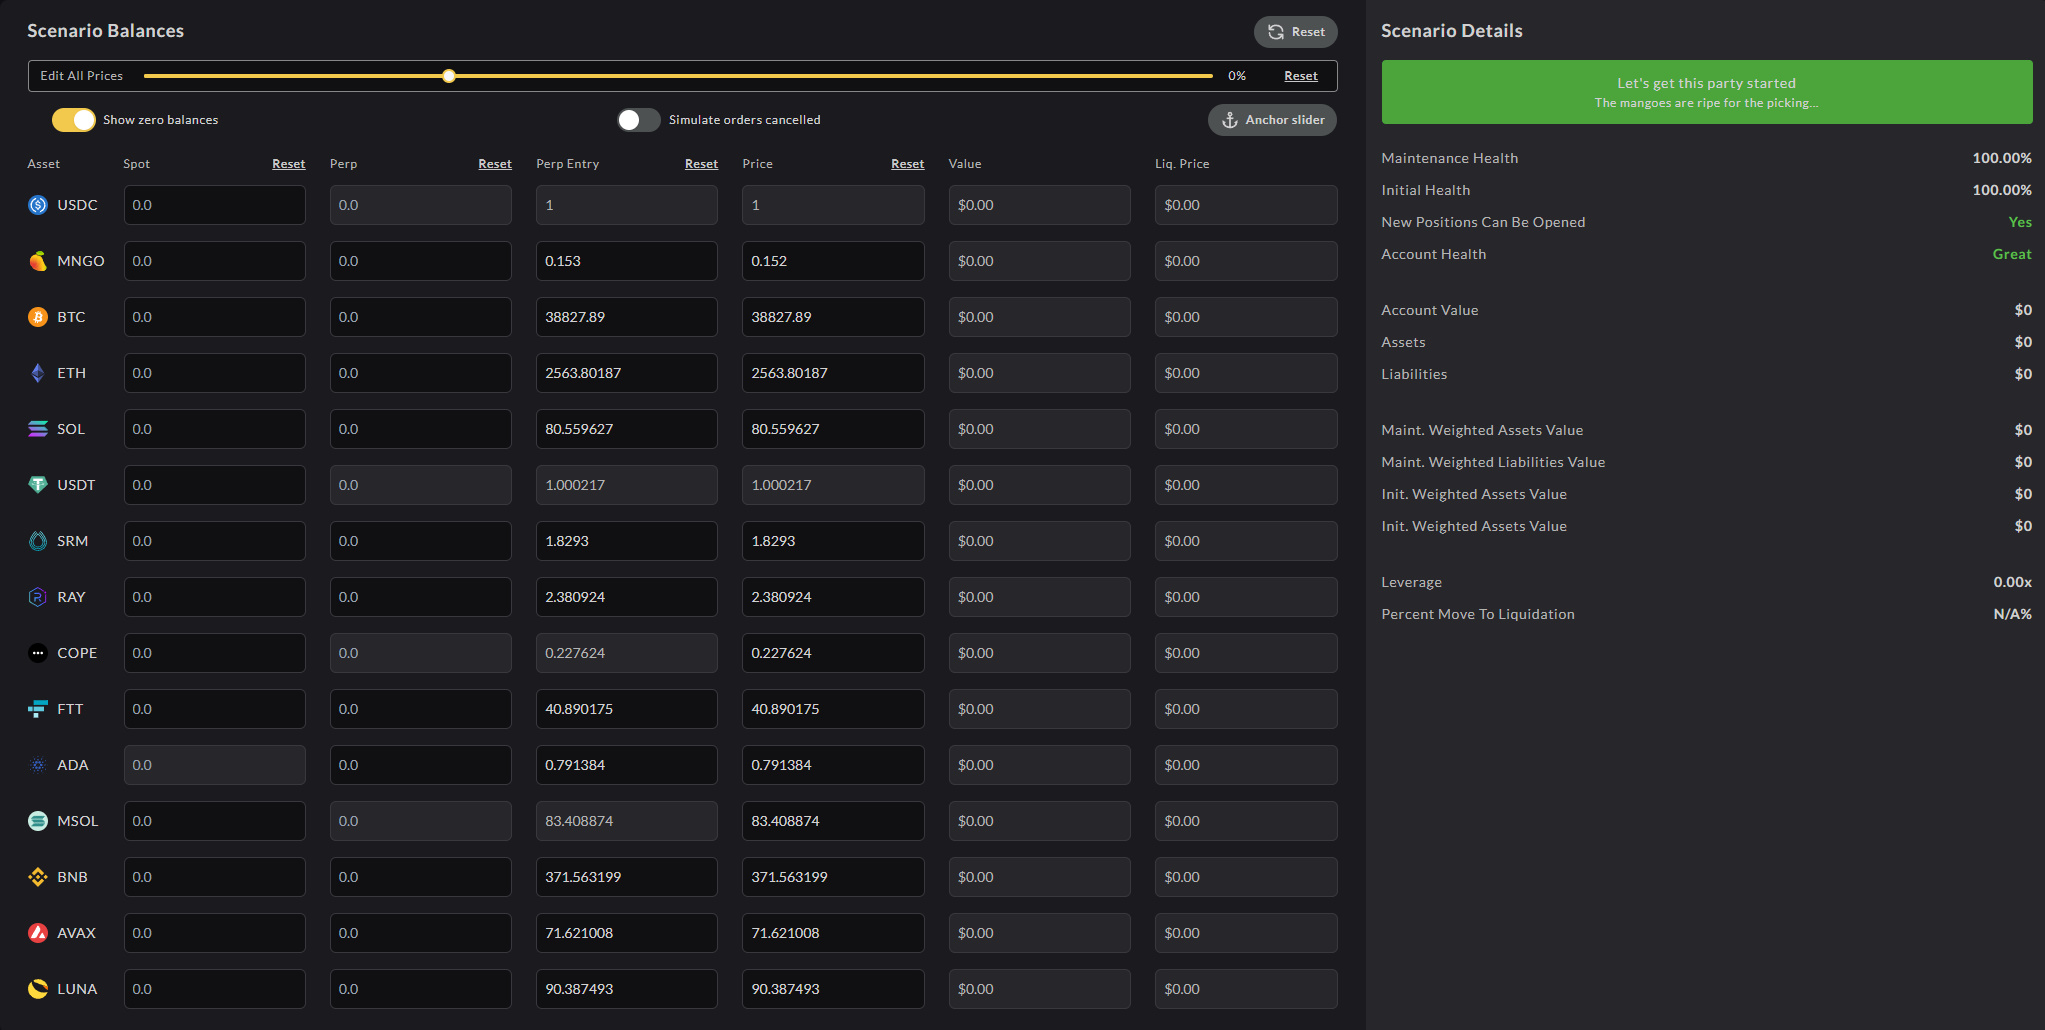 Scenario Balances
Reset
Edit All Prices 0% Reset
Show zero balances
Simulate orders cancelled
Anchor slider
Asset Spot Reset Perp Reset Perp Entry Reset Price Reset Value Liq. Price
USDC 0.0 0.0 1 1 $0.00 $0.00
MNGO 0.0 0.0 0.153 0.152 $0.00 $0.00
BTC 0.0 0.0 38827.89 38827.89 $0.00 $0.00
ETH 0.0 0.0 2563.80187 2563.80187 $0.00 $0.00
SOL 0.0 0.0 80.559627 80.559627 $0.00 $0.00
USDT 0.0 0.0 1.000217 1.000217 $0.00 $0.00
SRM 0.0 0.0 1.8293 1.8293 $0.00 $0.00
RAY 0.0 0.0 2.380924 2.380924 $0.00 $0.00
COPE 0.0 0.0 0.227624 0.227624 $0.00 $0.00
FTT 0.0 0.0 40.890175 40.890175 $0.00 $0.00
ADA 0.0 0.0 0.791384 0.791384 $0.00 $0.00
MSOL 0.0 0.0 83.408874 83.408874 $0.00 $0.00
BNB 0.0 0.0 371.563199 371.563199 $0.00 $0.00
AVAX 0.0 0.0 71.621008 71.621008 $0.00 $0.00
LUNA 0.0 0.0 90.387493 90.387493 $0.00 $0.00
Scenario Details
Let's get this party started
The mangoes are ripe for the picking...
Maintenance Health 100.00%
Initial Health 100.00%
New Positions Can Be Opened Yes
Account Health Great
Account Value $0
Assets $0
Liabilities $0
Maint. Weighted Assets Value $0
Maint. Weighted Liabilities Value $0
Init. Weighted Assets Value $0
Init. Weighted Assets Value $0
Leverage 0.00x
Percent Move To Liquidation N/A%